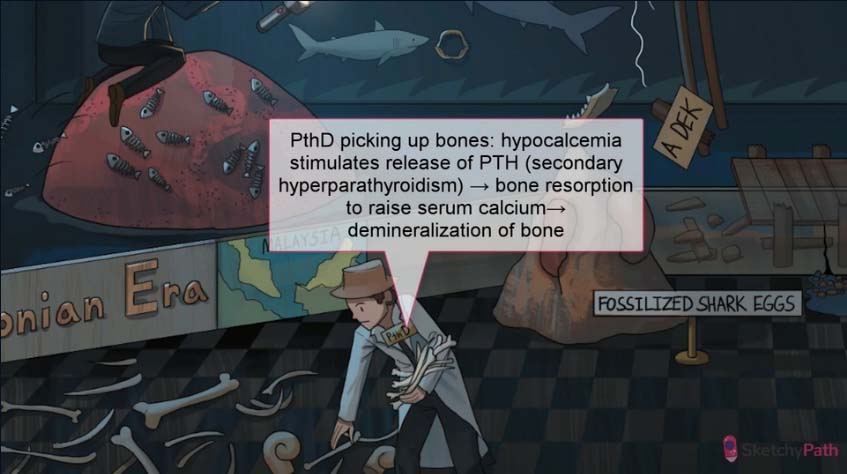 A DEK
PthD picking up bones: hypocalcemia
stimulates release of PTH (secondary
hyperparathyroidism) → bone resorption
to raise serum calcium→
demineralization of bone
MALAYSIA
onian Era
FOSSILIZED SHARK EGGS
PthD
SketchyPath